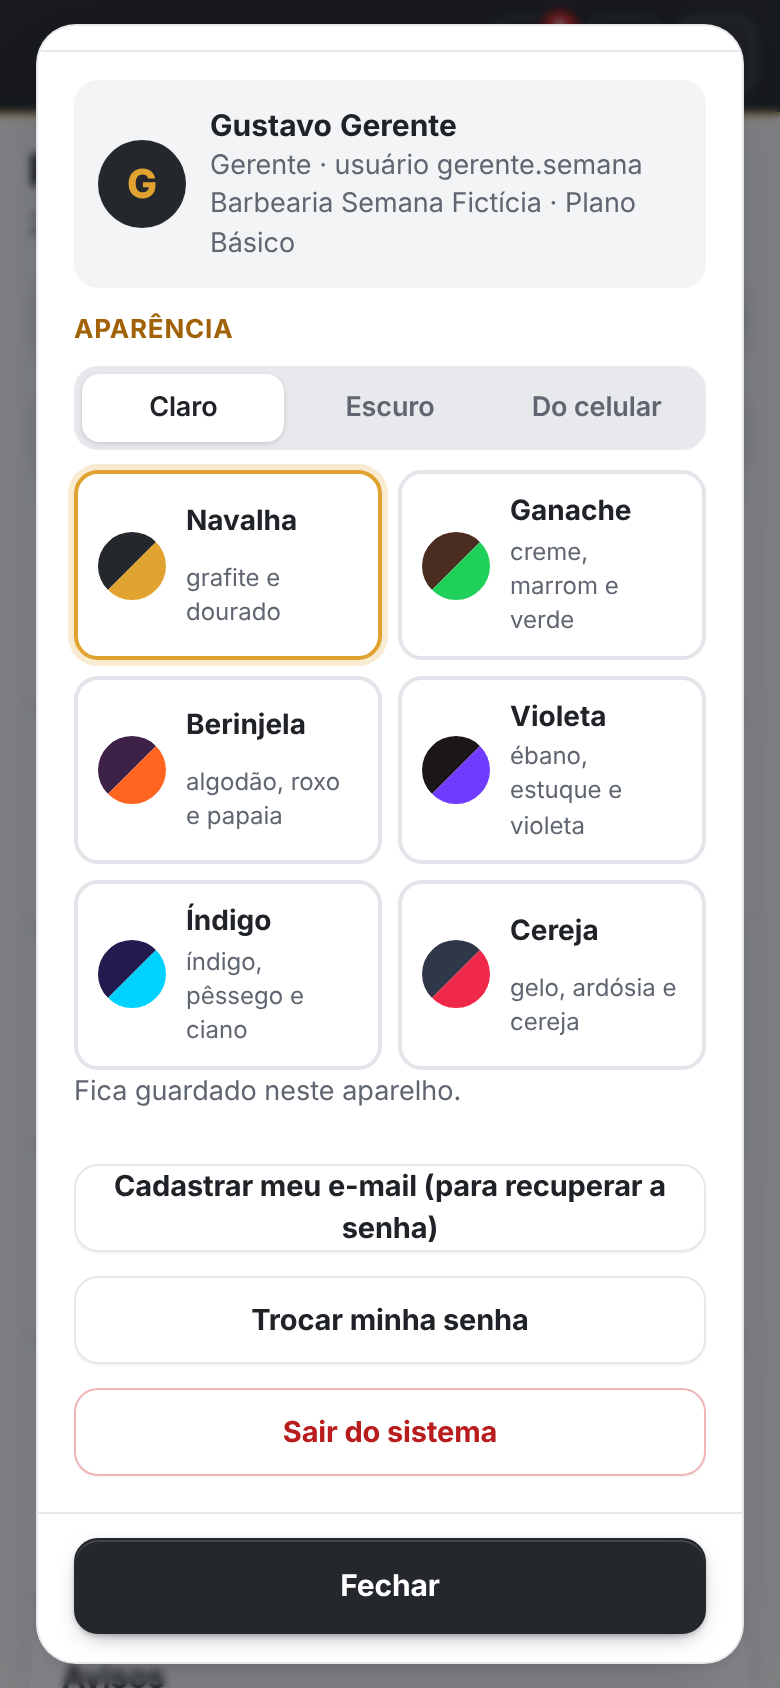 G
Gustavo Gerente
Gerente · usuário gerente.semana
Barbearia Semana Fictícia · Plano
Básico
APARÊNCIA
Claro
Escuro
Do celular
Navalha
grafite e
dourado
Ganache
creme,
marrom e
verde
Berinjela
algodão, roxo
e papaia
Violeta
ébano,
estuque e
violeta
Índigo
índigo,
pêssego e
ciano
Cereja
gelo, ardósia e
cereja
Fica guardado neste aparelho.
Cadastrar meu e-mail (para recuperar a
senha)
Trocar minha senha
Sair do sistema
Fechar
Avisos